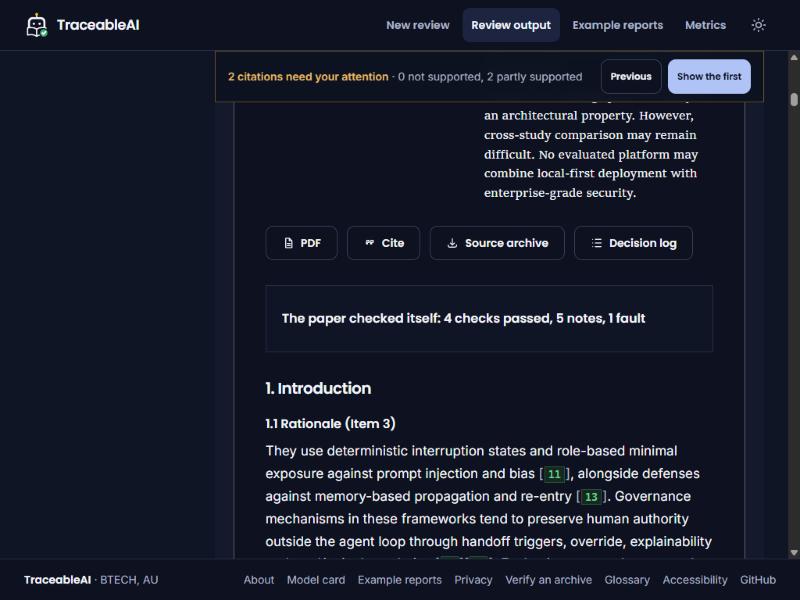 TraceableAI
New review
Review output
Example reports
Metrics
2 citations need your attention · 0 not supported, 2 partly supported
Previous
Show the first
an architectural property. However,
cross-study comparison may remain
difficult. No evaluated platform may
combine local-first deployment with
enterprise-grade security.
PDF
Cite
Source archive
Decision log
The paper checked itself: 4 checks passed, 5 notes, 1 fault
1. Introduction
1.1 Rationale (Item 3)
They use deterministic interruption states and role-based minimal
exposure against prompt injection and bias [11], alongside defenses
against memory-based propagation and re-entry [13]. Governance
mechanisms in these frameworks tend to preserve human authority
outside the agent loop through handoff triggers, override, explainability
TraceableAI · BTECH, AU
About
Model card
Example reports
Privacy
Verify an archive
Glossary
Accessibility
GitHub